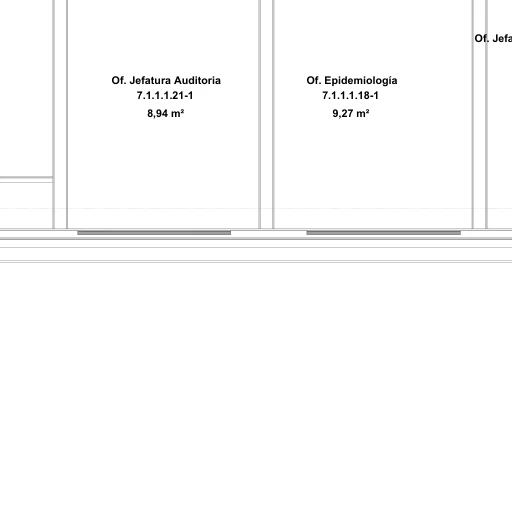 Of. Jefatura Auditoria
7.1.1.1.21-1
8,94 m²
Of. Epidemiología
7.1.1.1.18-1
9,27 m²
Of. Jefa